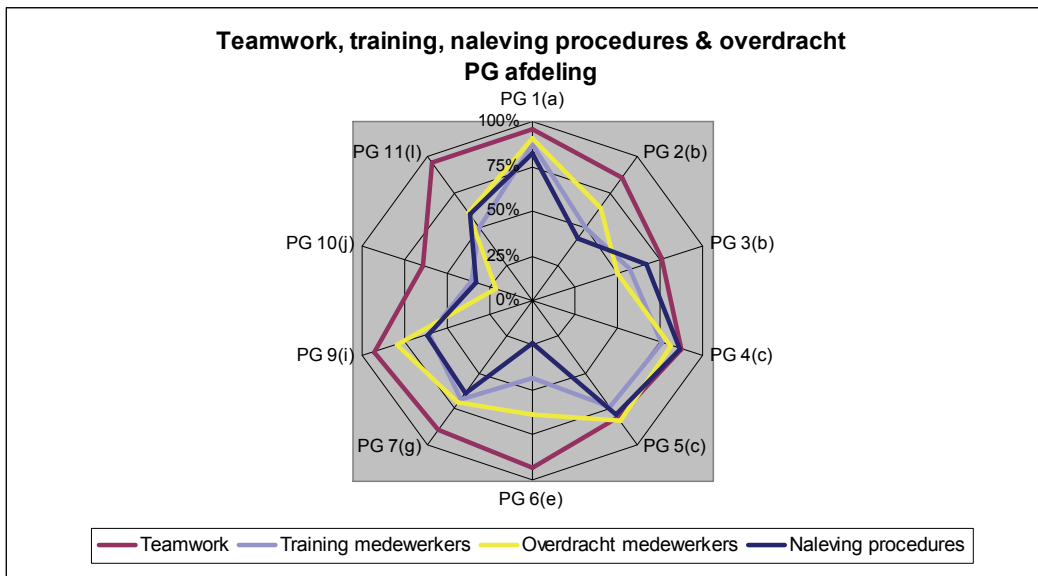 Teamwork, training, naleving procedures & overdracht
PG afdeling
PG 1(a)
100%
PG 11(l)
PG 2(b)
75%
50%
PG 10(j)
PG 3(b)
25%
0%
PG 9(i)
PG 4(c)
PG 7(g)
PG 5(c)
PG 6(e)
Teamwork
Training medewerkers
Overdracht medewerkers
Naleving procedures